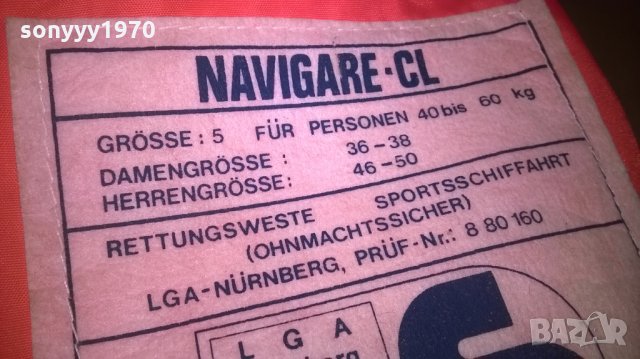 sonyyy1970
NAVIGARE·CL
GRÖSSE: 5 FÜR PERSONEN 40 bis 60 kg
DAMENGRÖSSE: 36-38
HERRENGRÖSSE: 46-50
RETTUNGSWESTE SPORTSSCHIFFAHRT
(OHNMACHTSSICHER)
LGA-NÜRNBERG, PRÜF-Nr.: 8 80 160
L G A
BAZAR